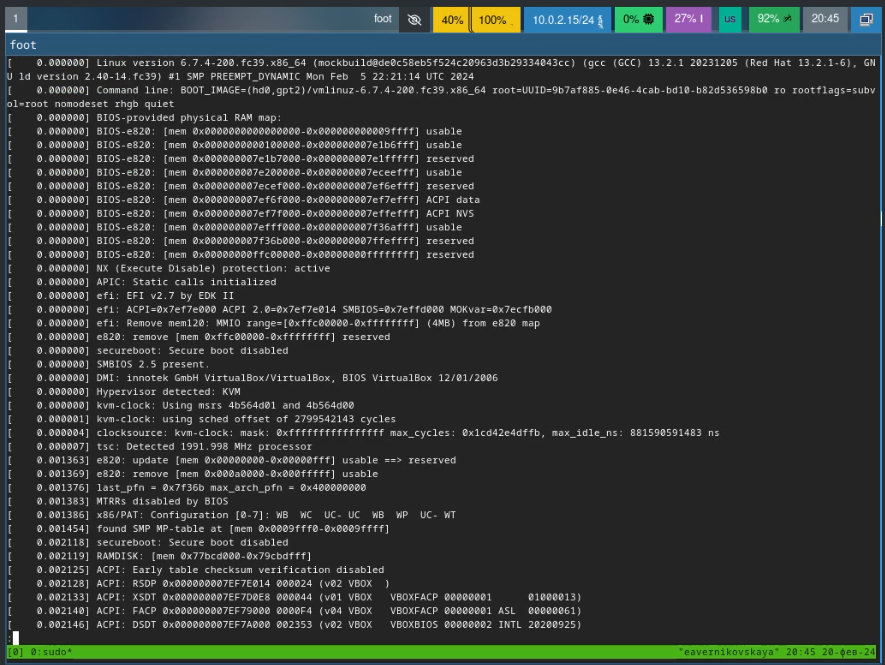 1 foot 40% 100% 10.0.2.15/24 0% 27% us 92% 20:45
foot
[    0.000000] Linux version 6.7.4-200.fc39.x86_64 (mockbuild@de0c58eb5f524c20963d3b29334043cc) (gcc (GCC) 13.2.1 20231205 (Red Hat 13.2.1-6), GN
U ld version 2.40-14.fc39) #1 SMP PREEMPT_DYNAMIC Mon Feb  5 22:21:14 UTC 2024
[    0.000000] Command line: BOOT_IMAGE=(hd0,gpt2)/vmlinuz-6.7.4-200.fc39.x86_64 root=UUID=9b7af885-0e46-4cab-bd10-b82d536598b0 ro rootflags=subv
ol=root nomodeset rhgb quiet
[    0.000000] BIOS-provided physical RAM map:
[    0.000000] BIOS-e820: [mem 0x0000000000000000-0x000000000009ffff] usable
[    0.000000] BIOS-e820: [mem 0x0000000000100000-0x000000007e1b6fff] usable
[    0.000000] BIOS-e820: [mem 0x000000007e1b7000-0x000000007e1fffff] reserved
[    0.000000] BIOS-e820: [mem 0x000000007e200000-0x000000007eceefff] usable
[    0.000000] BIOS-e820: [mem 0x000000007ecef000-0x000000007ef6efff] reserved
[    0.000000] BIOS-e820: [mem 0x000000007ef6f000-0x000000007ef7efff] ACPI data
[    0.000000] BIOS-e820: [mem 0x000000007ef7f000-0x000000007effefff] ACPI NVS
[    0.000000] BIOS-e820: [mem 0x000000007efff000-0x000000007f36afff] usable
[    0.000000] BIOS-e820: [mem 0x000000007f36b000-0x000000007ffeffff] reserved
[    0.000000] BIOS-e820: [mem 0x00000000ffc00000-0x00000000ffffffff] reserved
[    0.000000] NX (Execute Disable) protection: active
[    0.000000] APIC: Static calls initialized
[    0.000000] efi: EFI v2.7 by EDK II
[    0.000000] efi: ACPI=0x7ef7e000 ACPI 2.0=0x7ef7e014 SMBIOS=0x7effd000 MOKvar=0x7ecfb000
[    0.000000] efi: Remove mem120: MMIO range=[0xffc00000-0xffffffff] (4MB) from e820 map
[    0.000000] e820: remove [mem 0xffc00000-0xffffffff] reserved
[    0.000000] secureboot: Secure boot disabled
[    0.000000] SMBIOS 2.5 present.
[    0.000000] DMI: innotek GmbH VirtualBox/VirtualBox, BIOS VirtualBox 12/01/2006
[    0.000000] Hypervisor detected: KVM
[    0.000000] kvm-clock: Using msrs 4b564d01 and 4b564d00
[    0.000001] kvm-clock: using sched offset of 2799542143 cycles
[    0.000004] clocksource: kvm-clock: mask: 0xffffffffffffffff max_cycles: 0x1cd42e4dffb, max_idle_ns: 881590591483 ns
[    0.000007] tsc: Detected 1991.998 MHz processor
[    0.001363] e820: update [mem 0x00000000-0x00000fff] usable ==> reserved
[    0.001369] e820: remove [mem 0x000a0000-0x000fffff] usable
[    0.001376] last_pfn = 0x7f36b max_arch_pfn = 0x400000000
[    0.001383] MTRRs disabled by BIOS
[    0.001386] x86/PAT: Configuration [0-7]: WB  WC  UC- UC  WB  WP  UC- WT
[    0.001454] found SMP MP-table at [mem 0x0009fff0-0x0009ffff]
[    0.002118] secureboot: Secure boot disabled
[    0.002119] RAMDISK: [mem 0x77bcd000-0x79cbdfff]
[    0.002125] ACPI: Early table checksum verification disabled
[    0.002128] ACPI: RSDP 0x000000007EF7E014 000024 (v02 VBOX  )
[    0.002133] ACPI: XSDT 0x000000007EF7D0E8 000044 (v01 VBOX   VBOXFACP 00000001      01000013)
[    0.002140] ACPI: FACP 0x000000007EF79000 0000F4 (v04 VBOX   VBOXFACP 00000001 ASL  00000061)
[    0.002146] ACPI: DSDT 0x000000007EF7A000 002353 (v02 VBOX   VBOXBIOS 00000002 INTL 20200925)
:
[0] 0:sudo* "eavernikovskaya" 20:45 20-фев-24